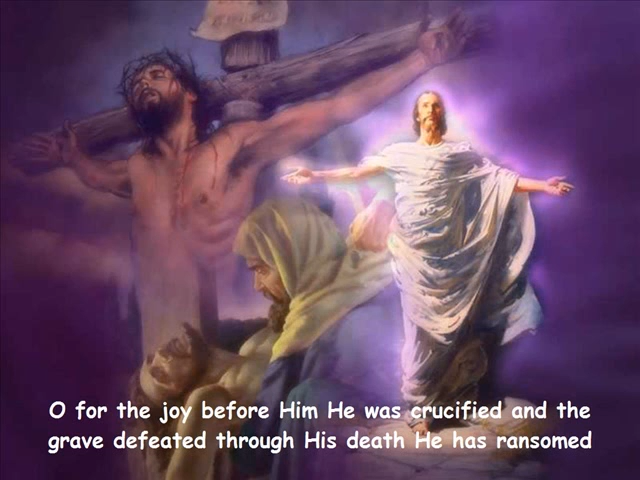 O for the joy before Him He was crucified and the
grave defeated through His death He has ransomed